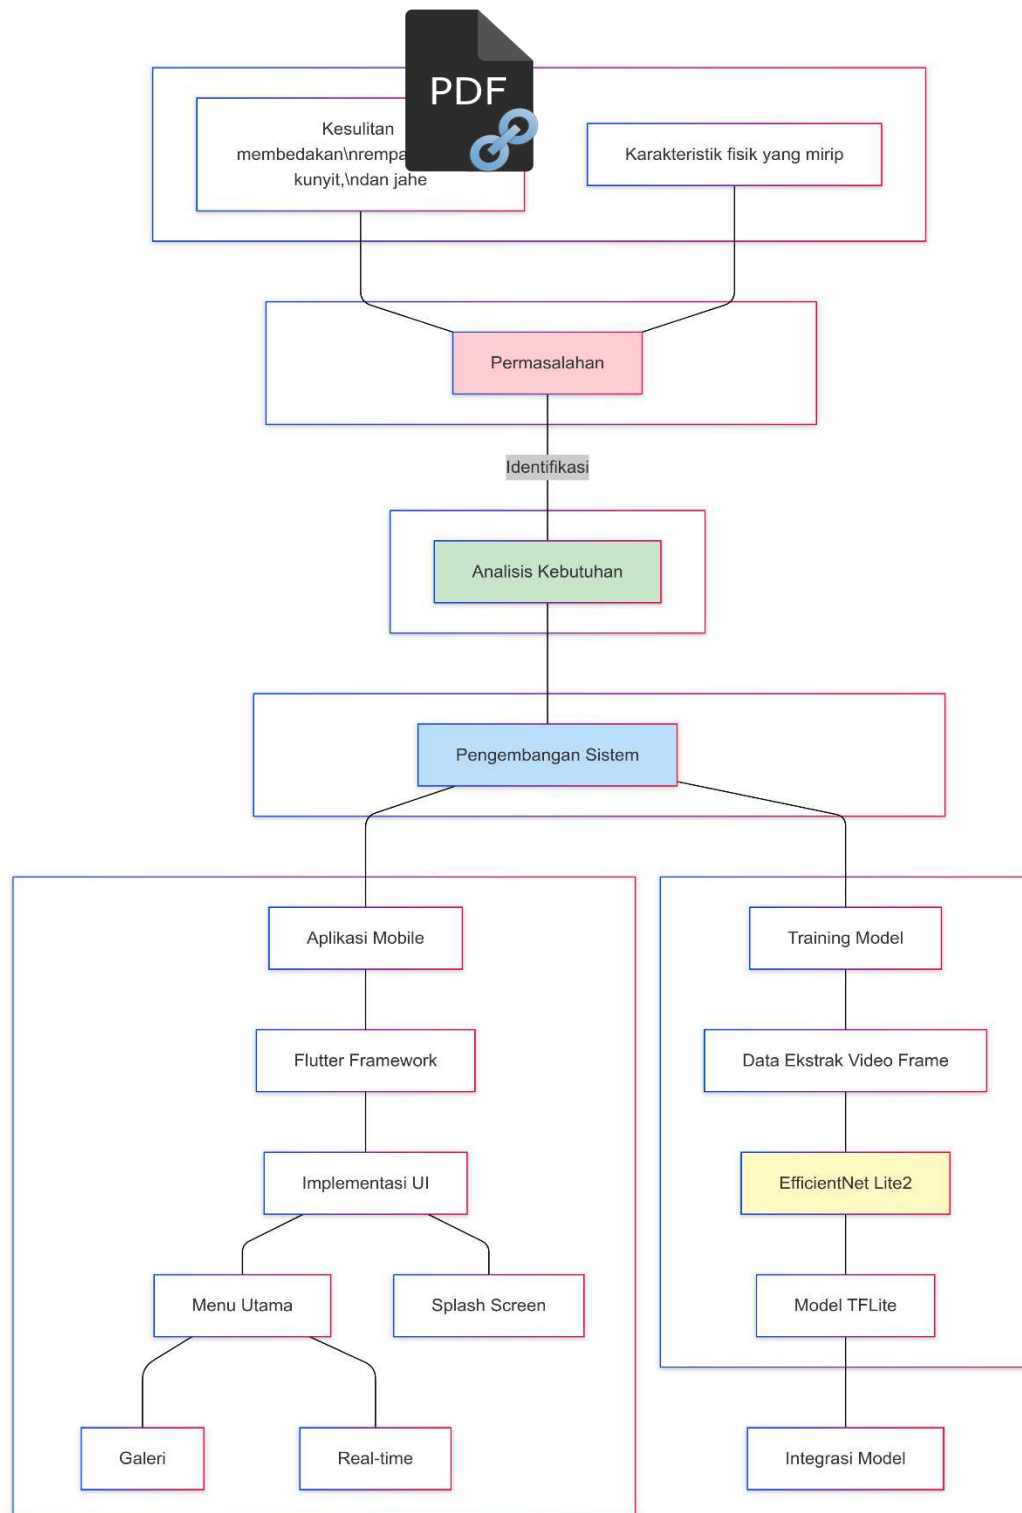 PDF
Kesulitan
membedakan\nrempa
kunyit,\ndan jahe
Karakteristik fisik yang mirip
Permasalahan
Identifikasi
Analisis Kebutuhan
Pengembangan Sistem
Aplikasi Mobile
Training Model
Flutter Framework
Data Ekstrak Video Frame
Implementasi UI
EfficientNet Lite2
Menu Utama
Splash Screen
Model TFLite
Galeri
Real-time
Integrasi Model